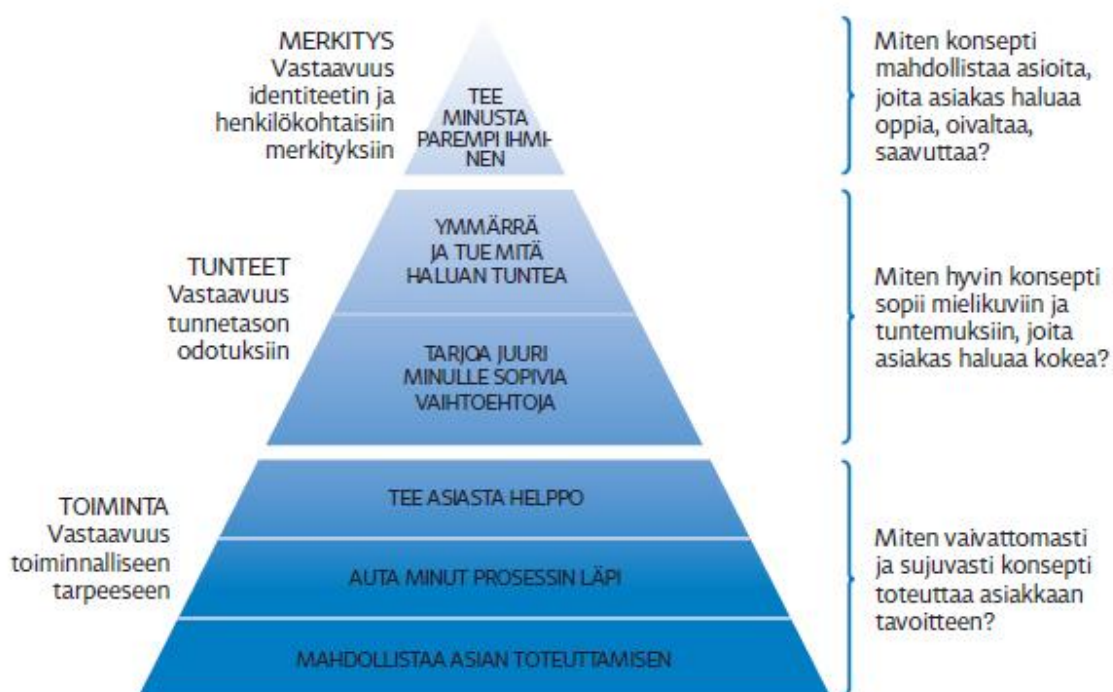 MERKITYS
Vastaavuus
identiteetin ja
henkilökohtaisiin
merkityksiin
TEE
MINUSTA
PAREMPI IHMI-
NEN
Miten konsepti
mahdollistaa asioita,
joita asiakas haluaa
oppia, oivaltaa,
saavuttaa?
TUNTEET
Vastaavuus
tunnetason
odotuksiin
YMMÄRRÄ
JA TUE MITÄ
HALUAN TUNTEA
TARJOA JUURI
MINULLE SOPIVIA
VAIHTOEHTOJA
Miten hyvin konsepti
sopii mielikuviin ja
tuntemuksiin, joita
asiakas haluaa kokea?
TOIMINTA
Vastaavuus
toiminnalliseen
tarpeeseen
TEE ASIASTA HELPPO
AUTA MINUT PROSESSIN LÄPI
MAHDOLLISTAA ASIAN TOTEUTTAMISEN
Miten vaivattomasti
ja sujuvasti konsepti
toteuttaa asiakkaan
tavoitteen?